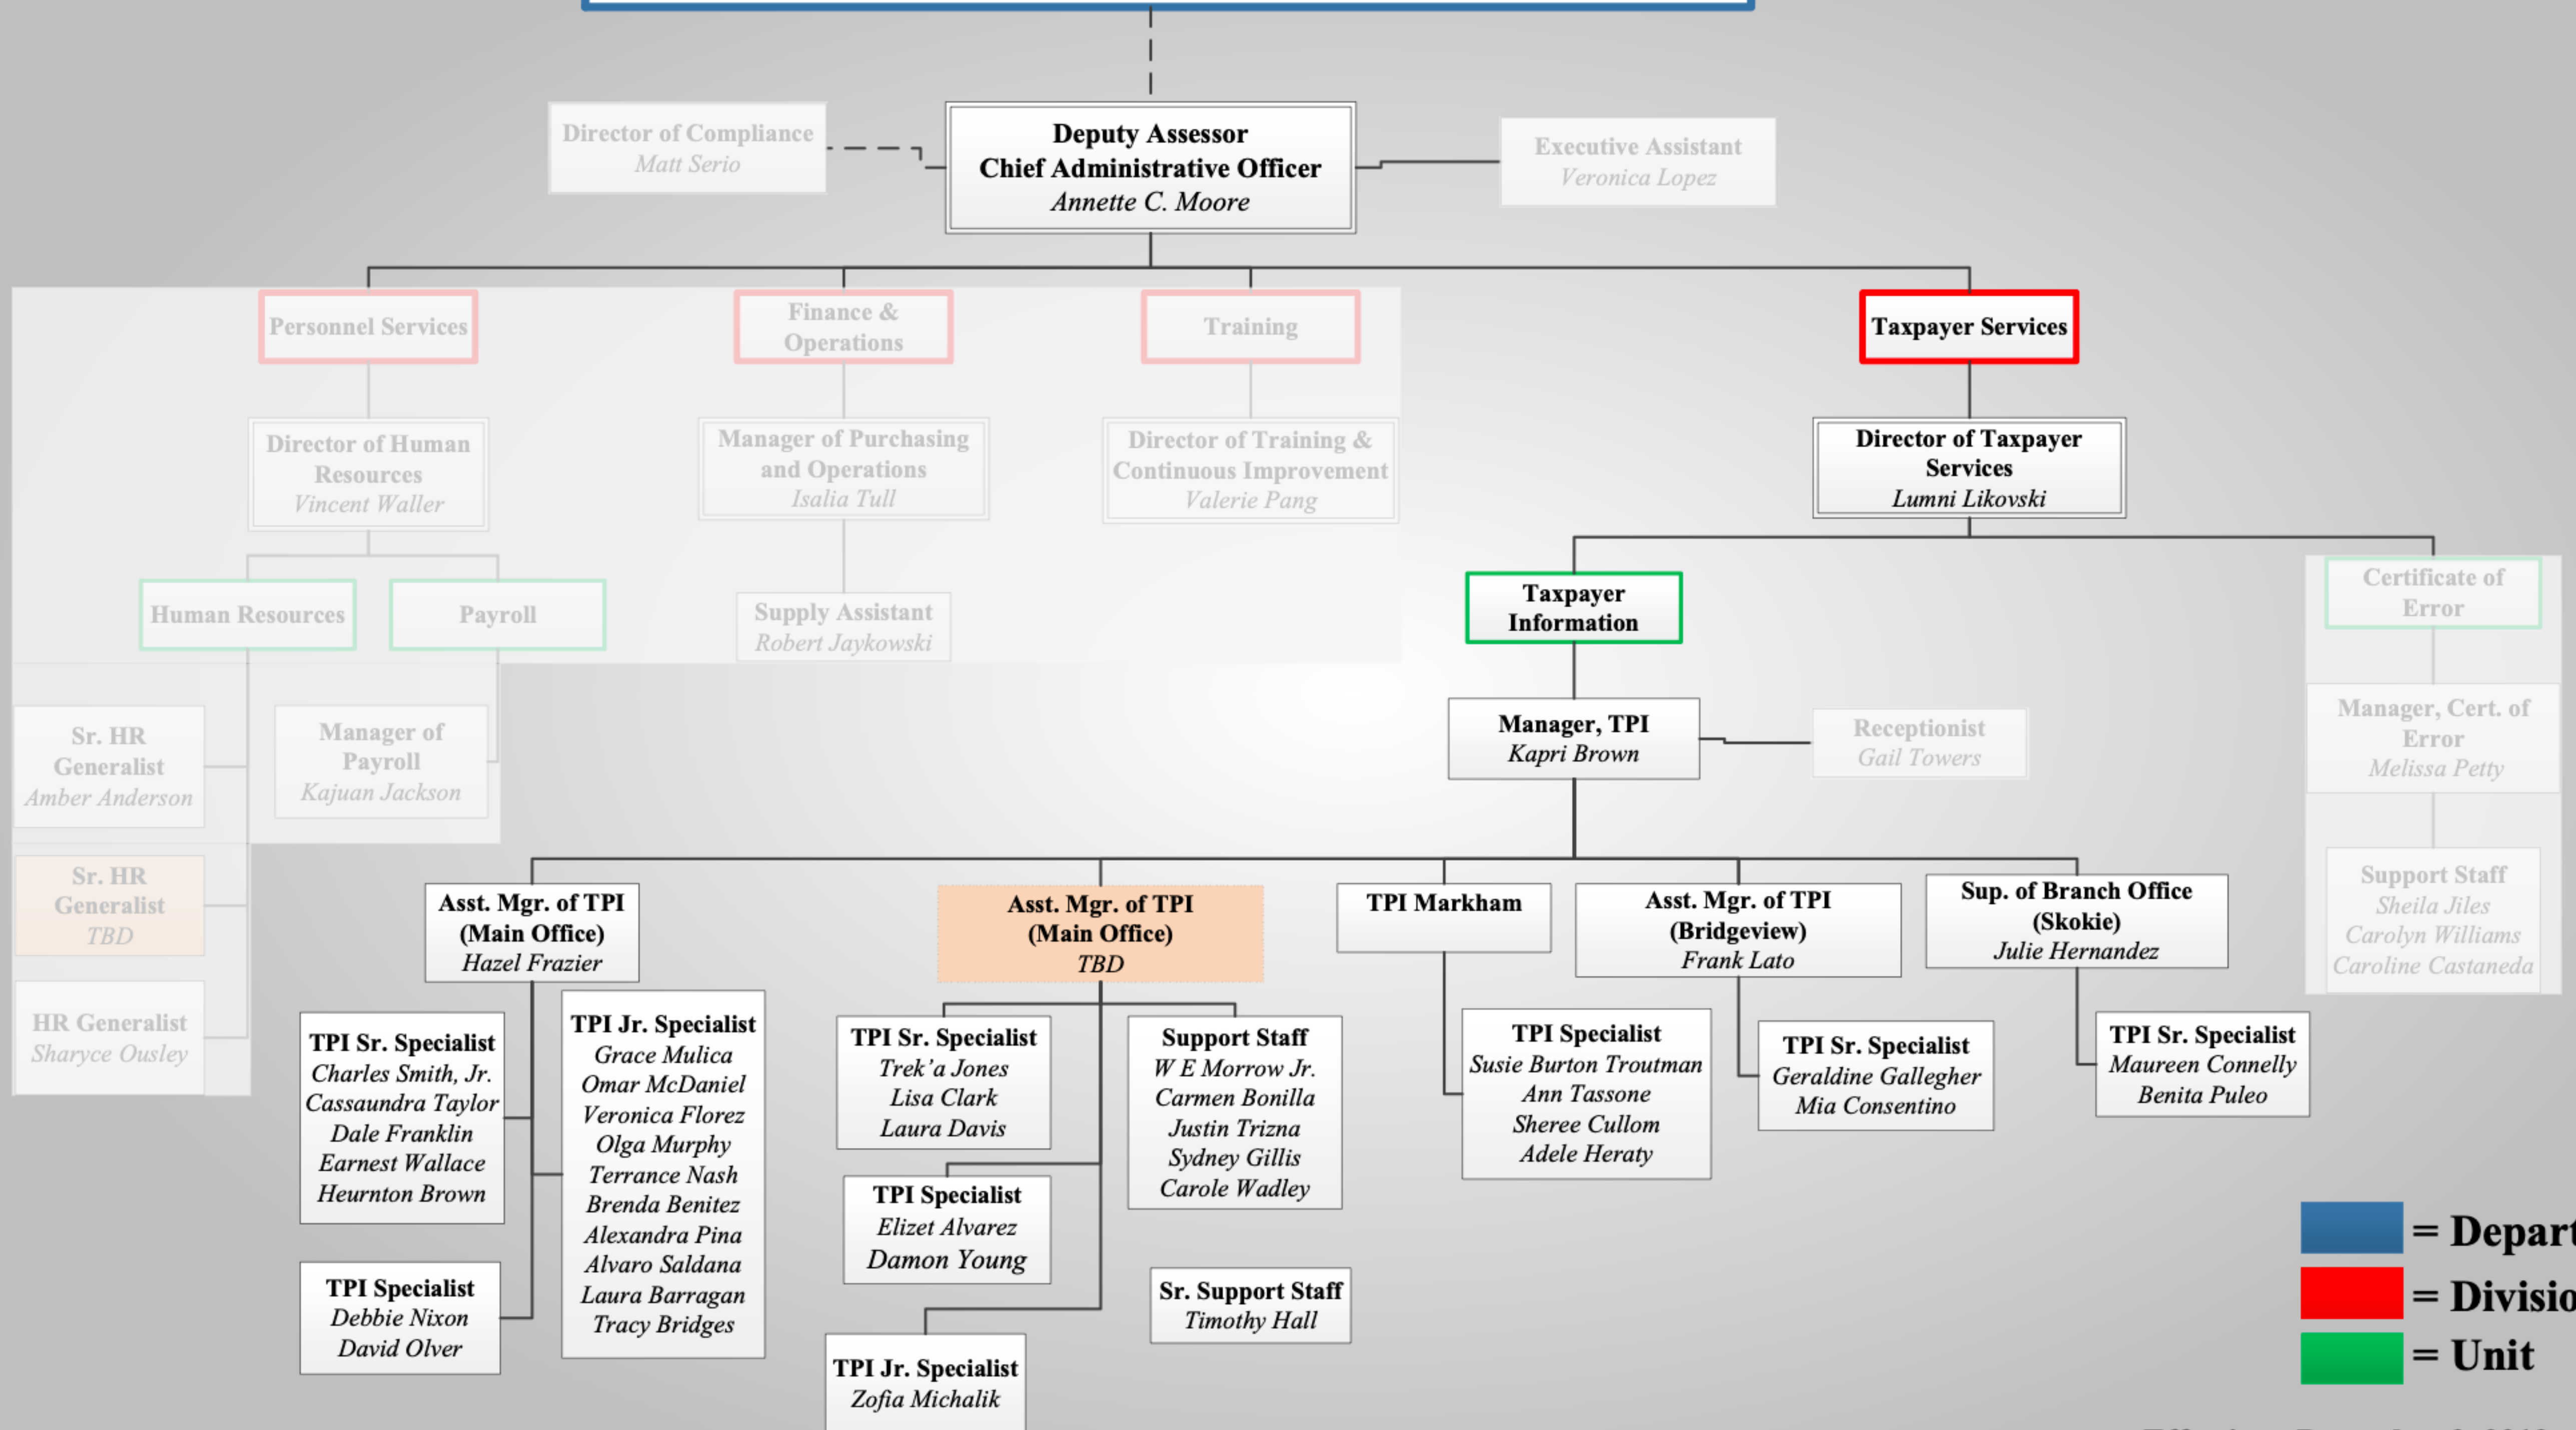 Director of Compliance
Matt Serio
Deputy Assessor
Chief Administrative Officer
Annette C. Moore
Executive Assistant
Veronica Lopez
Personnel Services
Finance &
Operations
Training
Taxpayer Services
Director of Human
Resources
Vincent Waller
Manager of Purchasing
and Operations
Isalia Tull
Director of Training &
Continuous Improvement
Valerie Pang
Director of Taxpayer
Services
Lumni Likovski
Human Resources
Payroll
Supply Assistant
Robert Jaykowski
Taxpayer
Information
Certificate of
Error
Sr. HR
Generalist
Amber Anderson
Manager of
Payroll
Kajuan Jackson
Manager, TPI
Kapri Brown
Receptionist
Gail Towers
Manager, Cert. of
Error
Melissa Petty
Sr. HR
Generalist
TBD
HR Generalist
Sharyce Ousley
Asst. Mgr. of TPI
(Main Office)
Hazel Frazier
Asst. Mgr. of TPI
(Main Office)
TBD
TPI Markham
Asst. Mgr. of TPI
(Bridgeview)
Frank Lato
Sup. of Branch Office
(Skokie)
Julie Hernandez
Support Staff
Sheila Jiles
Carolyn Williams
Caroline Castaneda
TPI Sr. Specialist
Charles Smith, Jr.
Cassaundra Taylor
Dale Franklin
Earnest Wallace
Heurnton Brown
TPI Jr. Specialist
Grace Mulica
Omar McDaniel
Veronica Florez
Olga Murphy
Terrance Nash
Brenda Benitez
Alexandra Pina
Alvaro Saldana
Laura Barragan
Tracy Bridges
TPI Sr. Specialist
Trek’a Jones
Lisa Clark
Laura Davis
Support Staff
W E Morrow Jr.
Carmen Bonilla
Justin Trizna
Sydney Gillis
Carole Wadley
TPI Specialist
Susie Burton Troutman
Ann Tassone
Sheree Cullom
Adele Heraty
TPI Sr. Specialist
Geraldine Gallegher
Mia Consentino
TPI Sr. Specialist
Maureen Connelly
Benita Puleo
TPI Specialist
Elizet Alvarez
Damon Young
TPI Specialist
Debbie Nixon
David Olver
Sr. Support Staff
Timothy Hall
TPI Jr. Specialist
Zofia Michalik
= Depart
= Divisio
= Unit